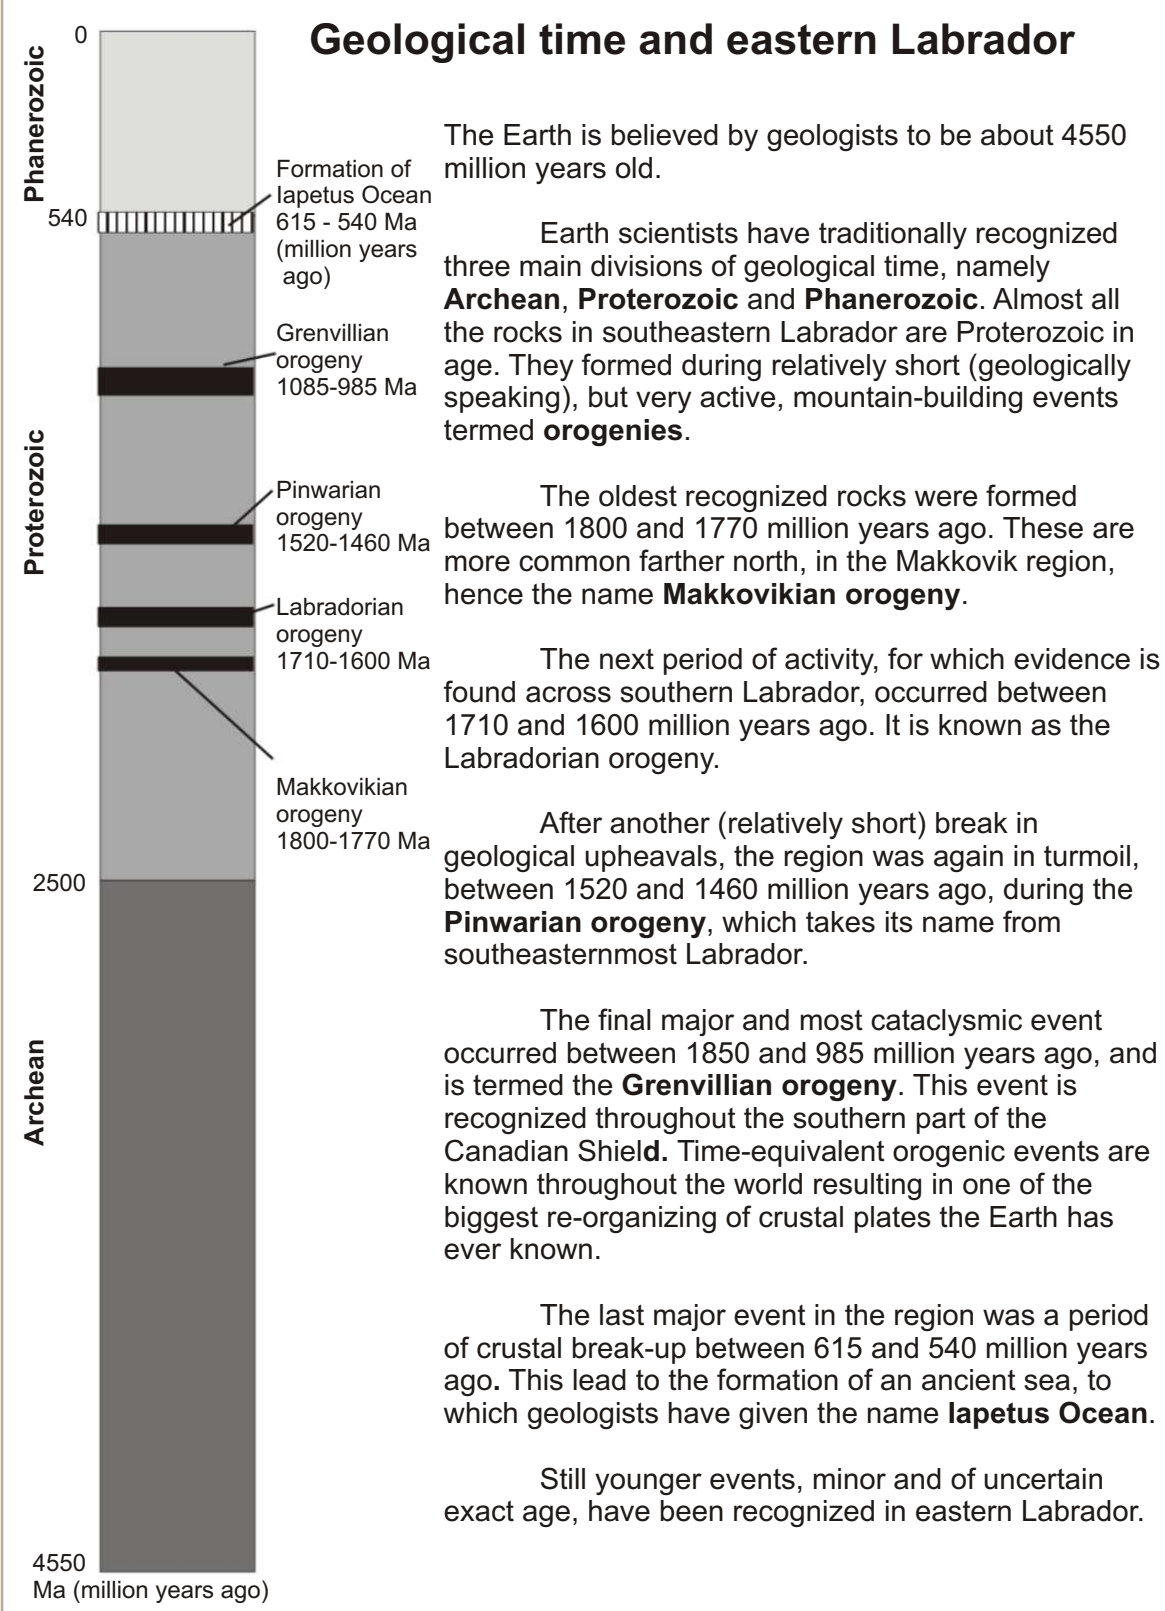 Geological time and eastern Labrador
0
Phanerozoic
540
Proterozoic
2500
Archean
4550
Ma (million years ago)
Formation of
Iapetus Ocean
615 - 540 Ma
(million years
ago)
Grenvillian
orogeny
1085-985 Ma
Pinwarian
orogeny
1520-1460 Ma
Labradorian
orogeny
1710-1600 Ma
Makkovikian
orogeny
1800-1770 Ma
The Earth is believed by geologists to be about 4550
million years old.
Earth scientists have traditionally recognized
three main divisions of geological time, namely
Archean, Proterozoic and Phanerozoic. Almost all
the rocks in southeastern Labrador are Proterozoic in
age. They formed during relatively short (geologically
speaking), but very active, mountain-building events
termed orogenies.
The oldest recognized rocks were formed
between 1800 and 1770 million years ago. These are
more common farther north, in the Makkovik region,
hence the name Makkovikian orogeny.
The next period of activity, for which evidence is
found across southern Labrador, occurred between
1710 and 1600 million years ago. It is known as the
Labradorian orogeny.
After another (relatively short) break in
geological upheavals, the region was again in turmoil,
between 1520 and 1460 million years ago, during the
Pinwarian orogeny, which takes its name from
southeasternmost Labrador.
The final major and most cataclysmic event
occurred between 1850 and 985 million years ago, and
is termed the Grenvillian orogeny. This event is
recognized throughout the southern part of the
Canadian Shield. Time-equivalent orogenic events are
known throughout the world resulting in one of the
biggest re-organizing of crustal plates the Earth has
ever known.
The last major event in the region was a period
of crustal break-up between 615 and 540 million years
ago. This lead to the formation of an ancient sea, to
which geologists have given the name Iapetus Ocean.
Still younger events, minor and of uncertain
exact age, have been recognized in eastern Labrador.